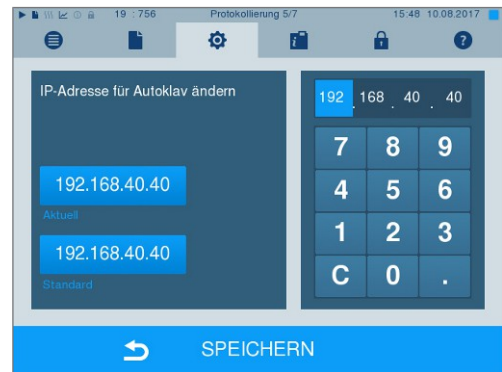 19 : 756 Protokollierung 5/7 15:48 10.08.2017
IP-Adresse für Autoklav ändern
192.168.40.40
Aktuell
192.168.40.40
Standard
192 . 168 . 40 . 40
7 8 9
4 5 6
1 2 3
C 0 .
SPEICHERN